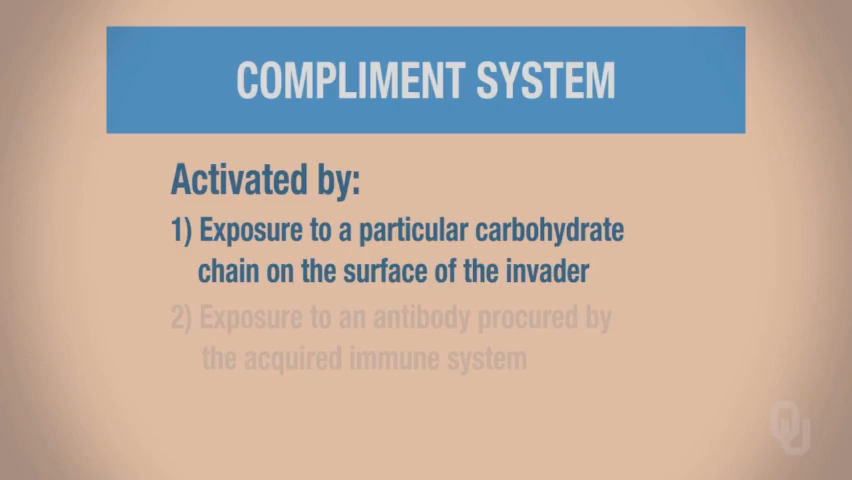 COMPLIMENT SYSTEM
Activated by:
1) Exposure to a particular carbohydrate
chain on the surface of the invader
2) Exposure to an antibody procured by
the acquired immune system
OU